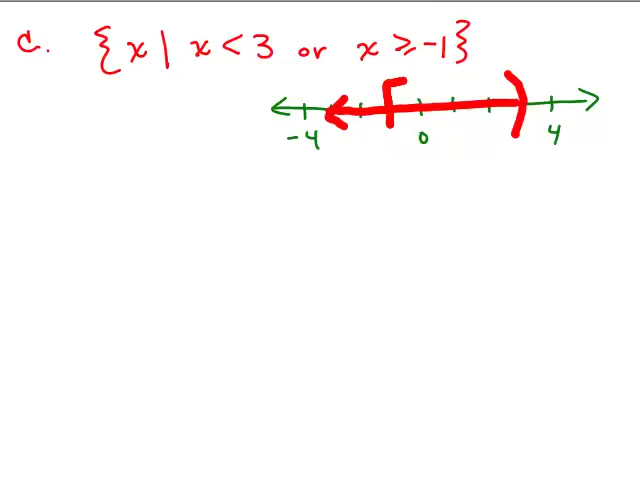 c. {x | x < 3 or x ≥ -1}
-4 0 4